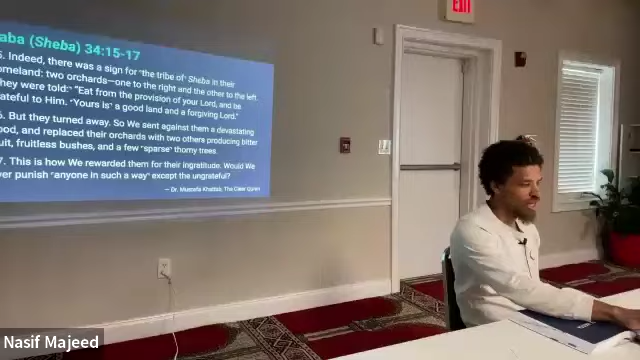 EXIT
aba (Sheba) 34:15-17
5. Indeed, there was a sign for ˹the tribe of˺ Sheba in their
omeland: two orchards—one to the right and the other to the left.
hey were told:˺ "Eat from the provision of your Lord, and be
ateful to Him. ˹Yours is˺ a good land and a forgiving Lord."
6. But they turned away. So We sent against them a devastating
ood, and replaced their orchards with two others producing bitter
uit, fruitless bushes, and a few ˹sparse˺ thorny trees.
7. This is how We rewarded them for their ingratitude. Would We
ver punish ˹anyone in such a way˺ except the ungrateful?
— Dr. Mustafa Khattab, The Clear Quran
Nasif Majeed